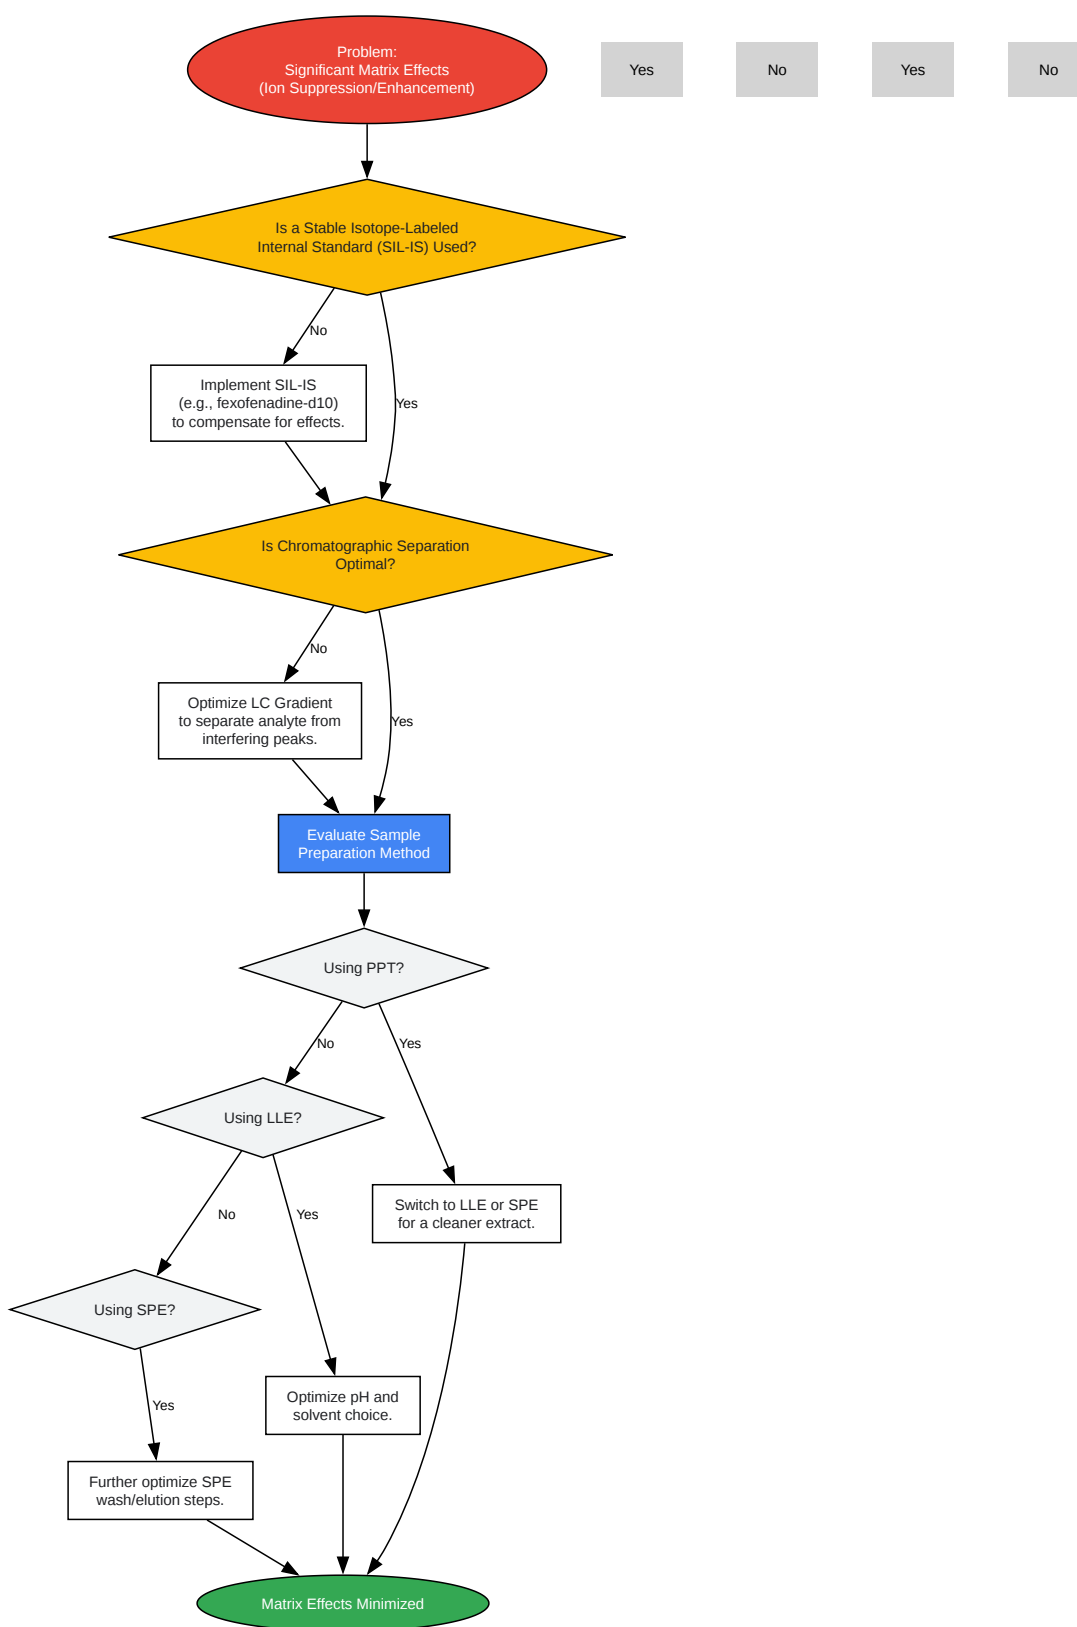 Problem:
Significant Matrix Effects
(Ion Suppression/Enhancement)
Yes
No
Yes
No
Is a Stable Isotope-Labeled
Internal Standard (SIL-IS) Used?
No
Implement SIL-IS
(e.g., fexofenadine-d10)
to compensate for effects.
Yes
Is Chromatographic Separation
Optimal?
No
Optimize LC Gradient
to separate analyte from
interfering peaks.
Yes
Evaluate Sample
Preparation Method
Using PPT?
No
Yes
Using LLE?
Switch to LLE or SPE
for a cleaner extract.
No
Yes
Using SPE?
Optimize pH and
solvent choice.
Yes
Further optimize SPE
wash/elution steps.
Matrix Effects Minimized